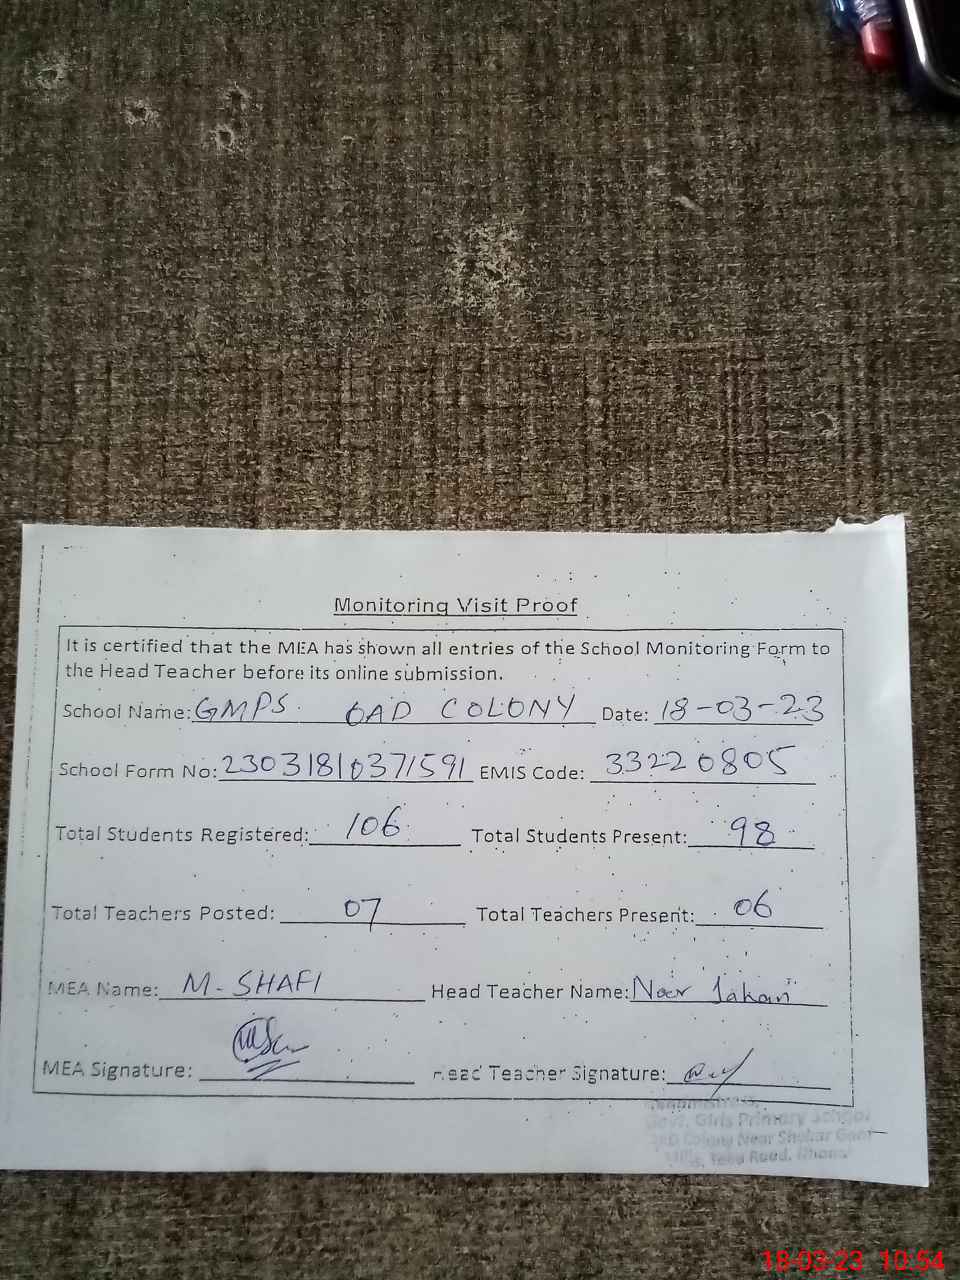 Monitoring Visit Proof
It is certified that the MEA has shown all entries of the School Monitoring Form to
the Head Teacher before its online submission.
School Name: GMPS. OAD COLONY Date: 18-03-23
School Form No: 23031810371591 EMIS Code: 33220805
Total Students Registered: 106 Total Students Present: 98
Total Teachers Posted: 07 Total Teachers Present: 06
MEA Name: M-SHAFI Head Teacher Name: Noor Jahan
MEA Signature: Head Teacher Signature:
Govt. Girls Primary School
Colony Near
Road,
18-03-23 10:54